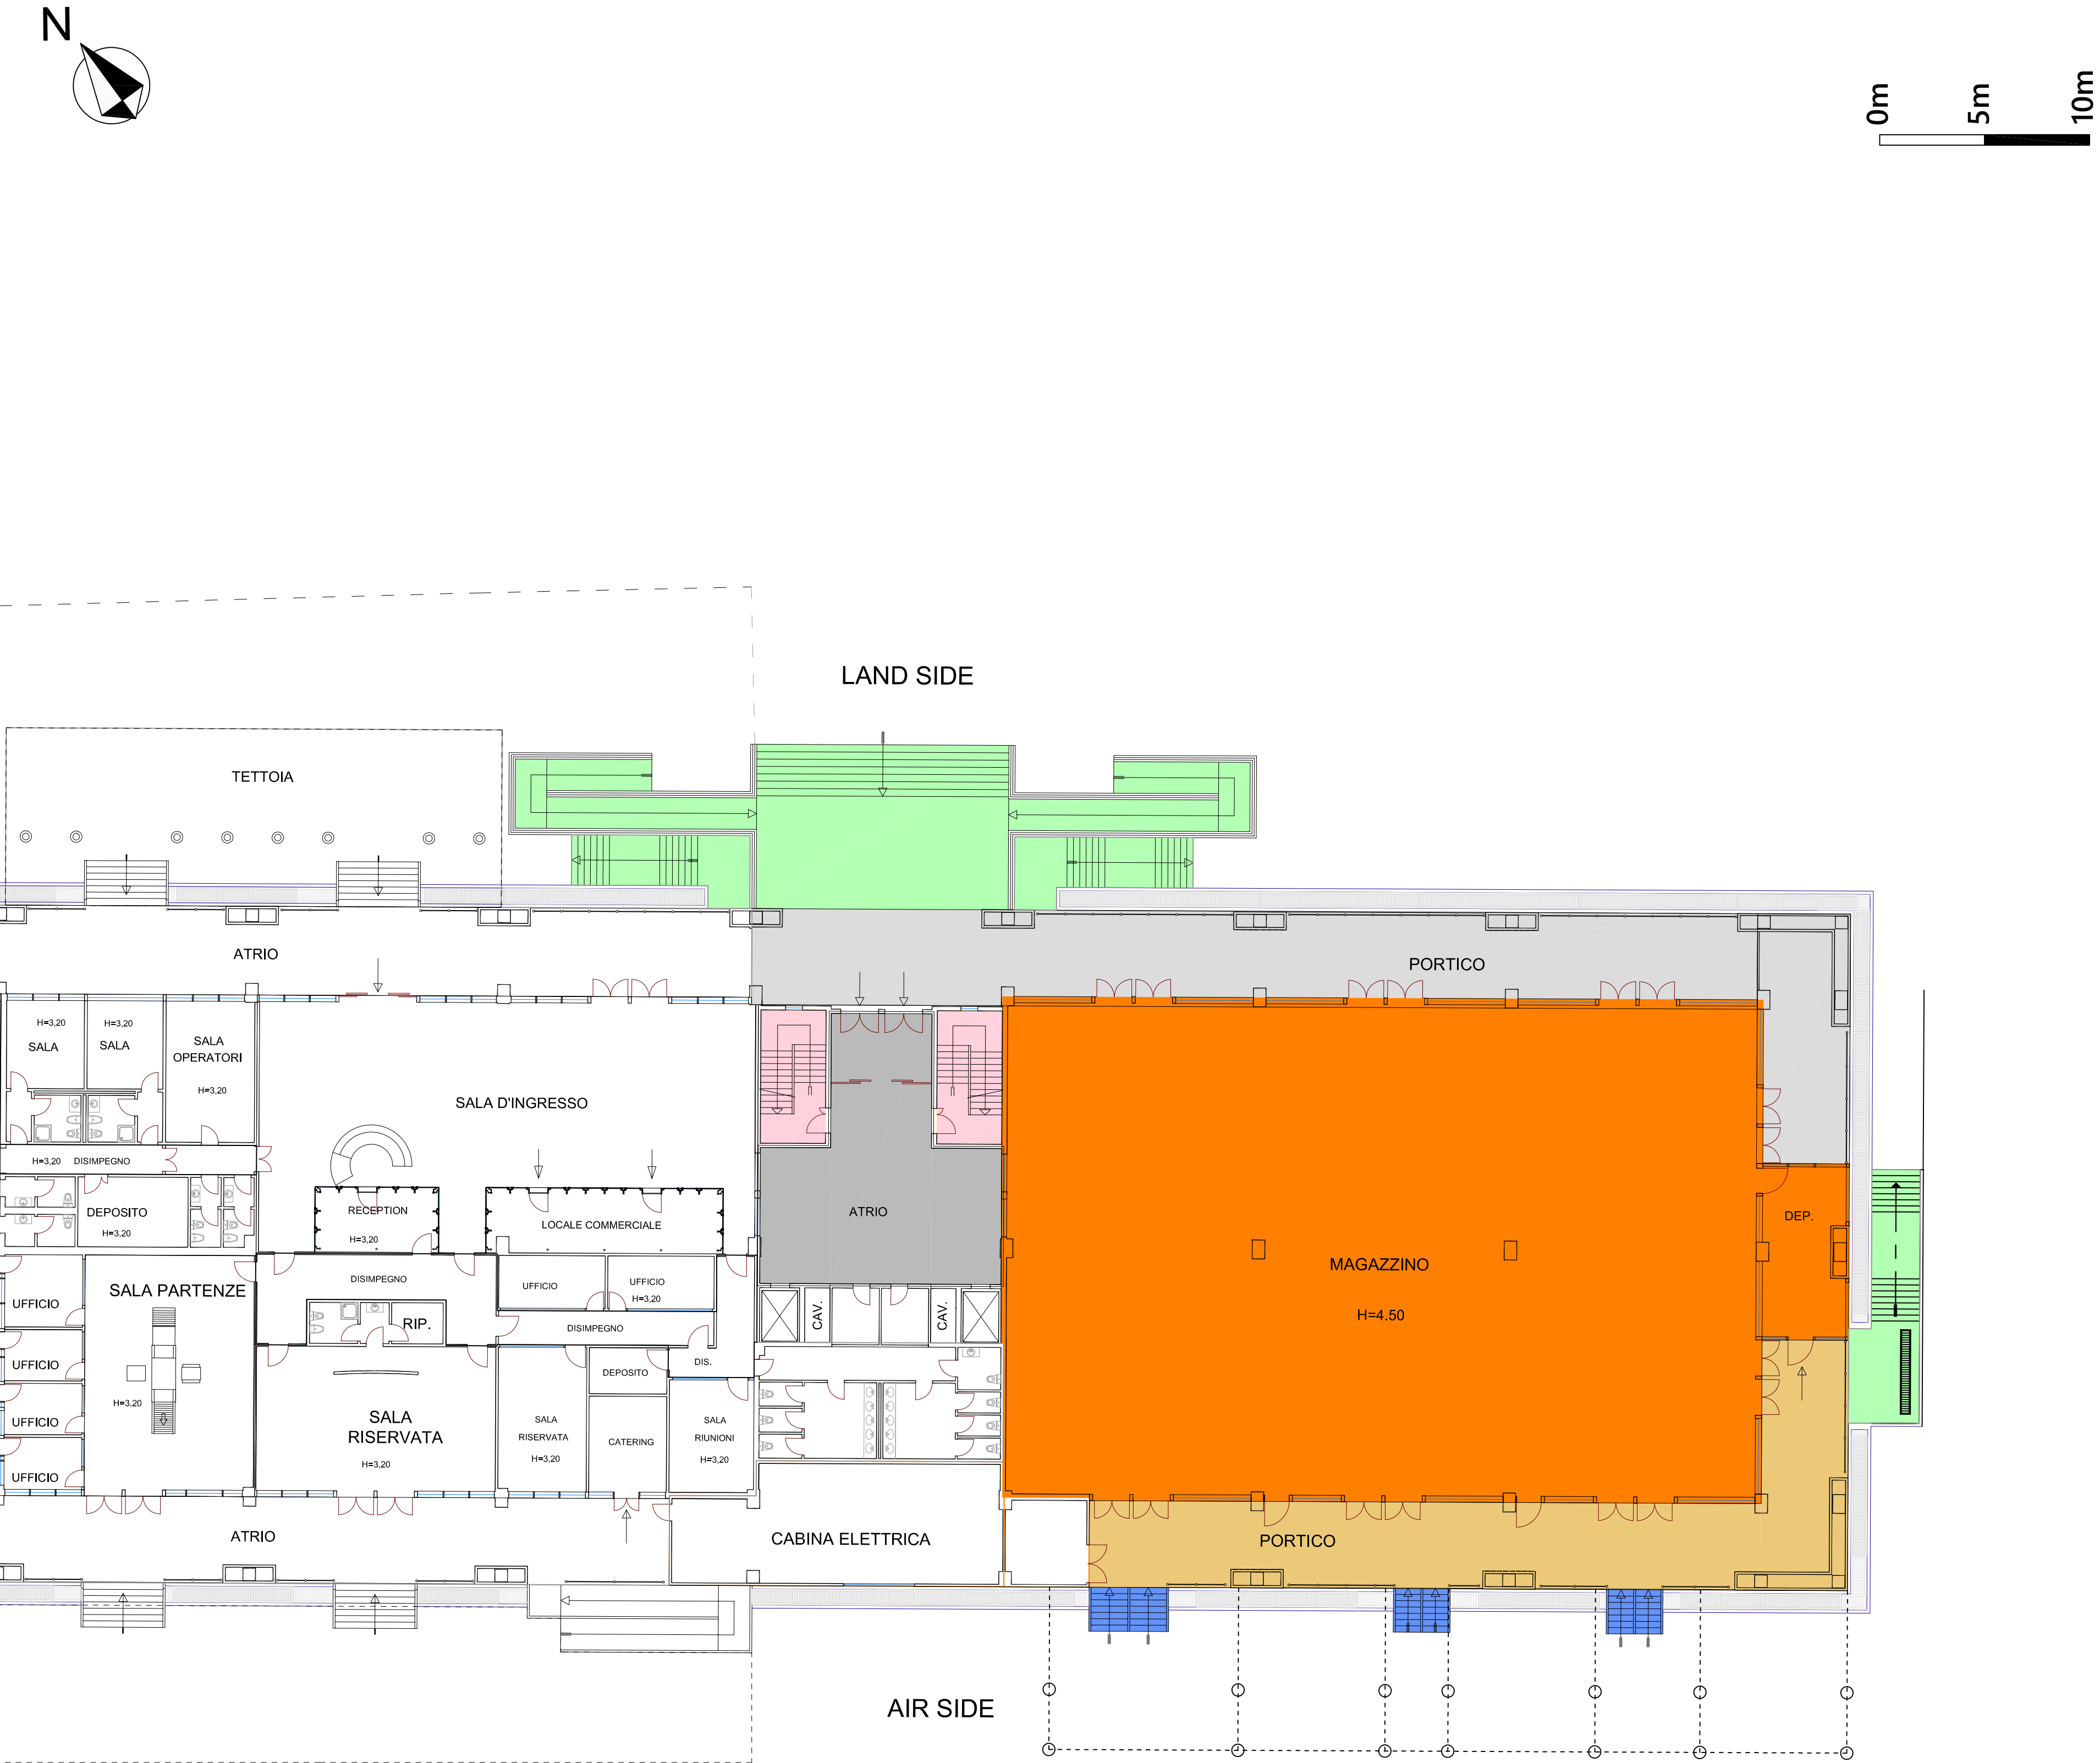 N
0m
5m
10m
LAND SIDE
TETTOIA
ATRIO
PORTICO
H=3,20
SALA
H=3,20
SALA
SALA
OPERATORI
H=3,20
SALA D'INGRESSO
H=3,20 DISIMPEGNO
DEPOSITO
H=3,20
RECEPTION
H=3,20
LOCALE COMMERCIALE
ATRIO
DEP.
MAGAZZINO
H=4.50
DISIMPEGNO
UFFICIO
UFFICIO
H=3,20
SALA PARTENZE
H=3,20
UFFICIO
UFFICIO
UFFICIO
UFFICIO
RIP.
DISIMPEGNO
CAV.
CAV.
DIS.
DEPOSITO
SALA
RISERVATA
H=3,20
SALA
RISERVATA
H=3,20
CATERING
SALA
RIUNIONI
H=3,20
ATRIO
CABINA ELETTRICA
PORTICO
AIR SIDE